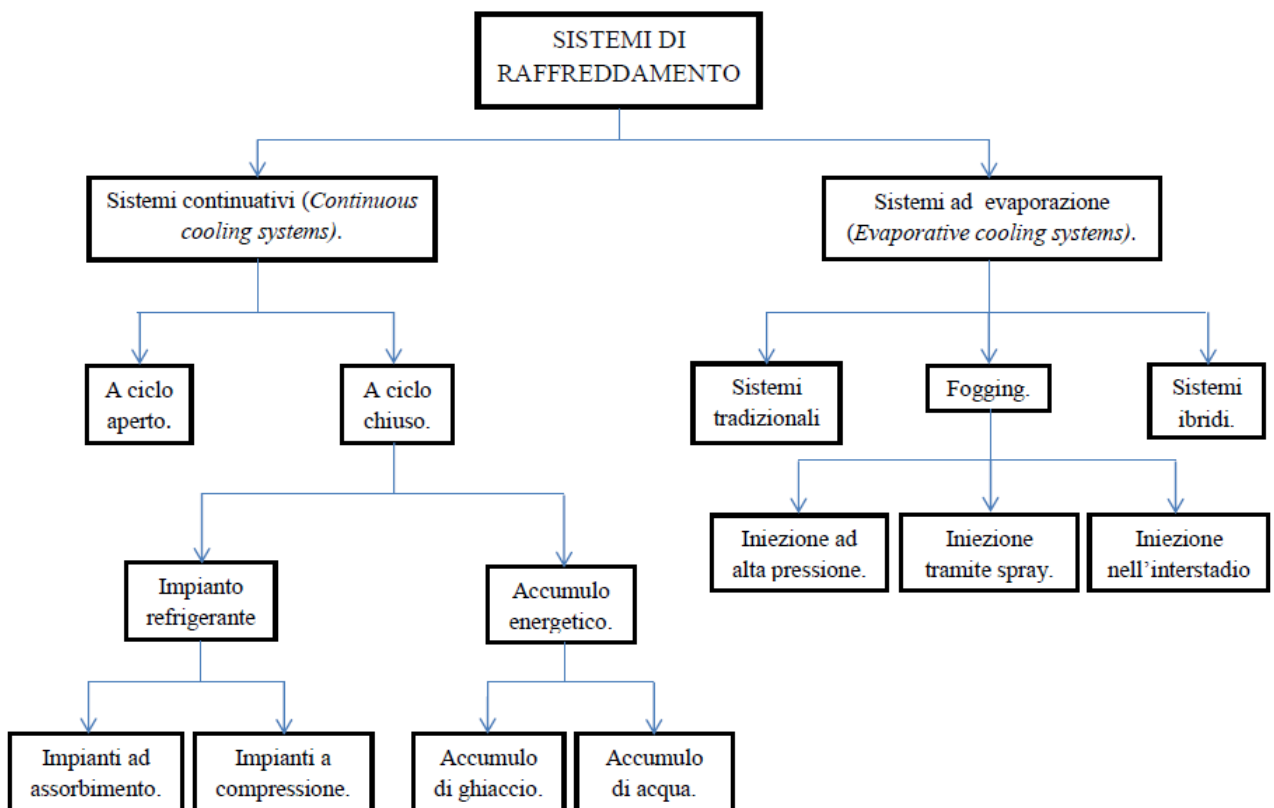 SISTEMI DI
RAFFREDDAMENTO
Sistemi continuativi (Continuous
cooling systems).
Sistemi ad evaporazione
(Evaporative cooling systems).
A ciclo
aperto.
A ciclo
chiuso.
Sistemi
tradizionali
Fogging.
Sistemi
ibridi.
Iniezione ad
alta pressione.
Iniezione
tramite spray.
Iniezione
nell’interstadio
Impianto
refrigerante
Accumulo
energetico.
Impianti ad
assorbimento.
Impianti a
compressione.
Accumulo
di ghiaccio.
Accumulo
di acqua.